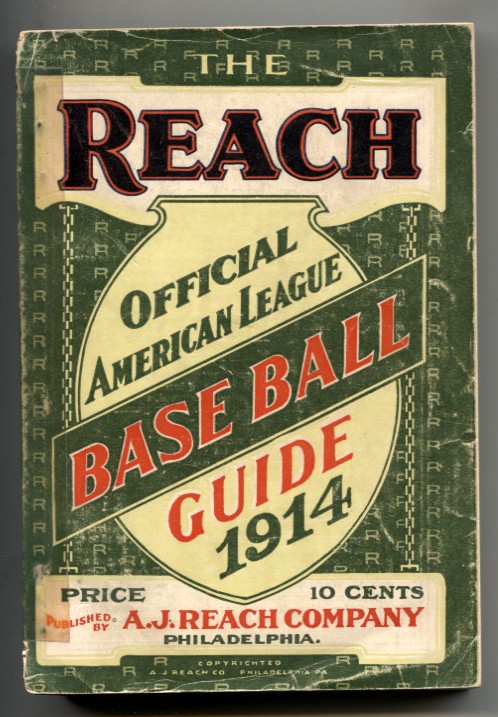 THE
REACH
OFFICIAL
AMERICAN LEAGUE
BASE BALL
GUIDE
1914
PRICE 10 CENTS
PUBLISHED BY A.J. REACH COMPANY
PHILADELPHIA.
COPYRIGHTED
A J REACH CO PHILADELPHIA PA